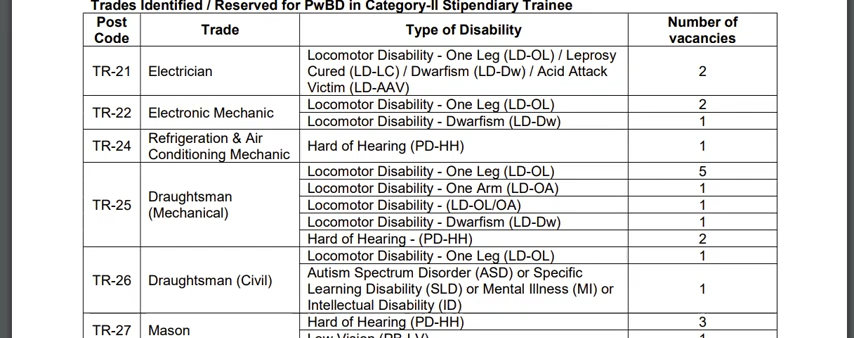 Trades Identified / Reserved for PwBD in Category-II Stipendiary Trainee
Post Code
Trade
Type of Disability
Number of vacancies
TR-21
Electrician
Locomotor Disability - One Leg (LD-OL) / Leprosy
Cured (LD-LC) / Dwarfism (LD-Dw) / Acid Attack
Victim (LD-AAV)
2
TR-22
Electronic Mechanic
Locomotor Disability - One Leg (LD-OL)
2
Locomotor Disability - Dwarfism (LD-Dw)
1
TR-24
Refrigeration & Air
Conditioning Mechanic
Hard of Hearing (PD-HH)
1
TR-25
Draughtsman
(Mechanical)
Locomotor Disability - One Leg (LD-OL)
5
Locomotor Disability - One Arm (LD-OA)
1
Locomotor Disability - (LD-OL/OA)
1
Locomotor Disability - Dwarfism (LD-Dw)
1
Hard of Hearing - (PD-HH)
2
TR-26
Draughtsman (Civil)
Locomotor Disability - One Leg (LD-OL)
1
Autism Spectrum Disorder (ASD) or Specific
Learning Disability (SLD) or Mental Illness (MI) or
Intellectual Disability (ID)
1
TR-27
Mason
Hard of Hearing (PD-HH)
3
Low Vision (PB-LV)
1